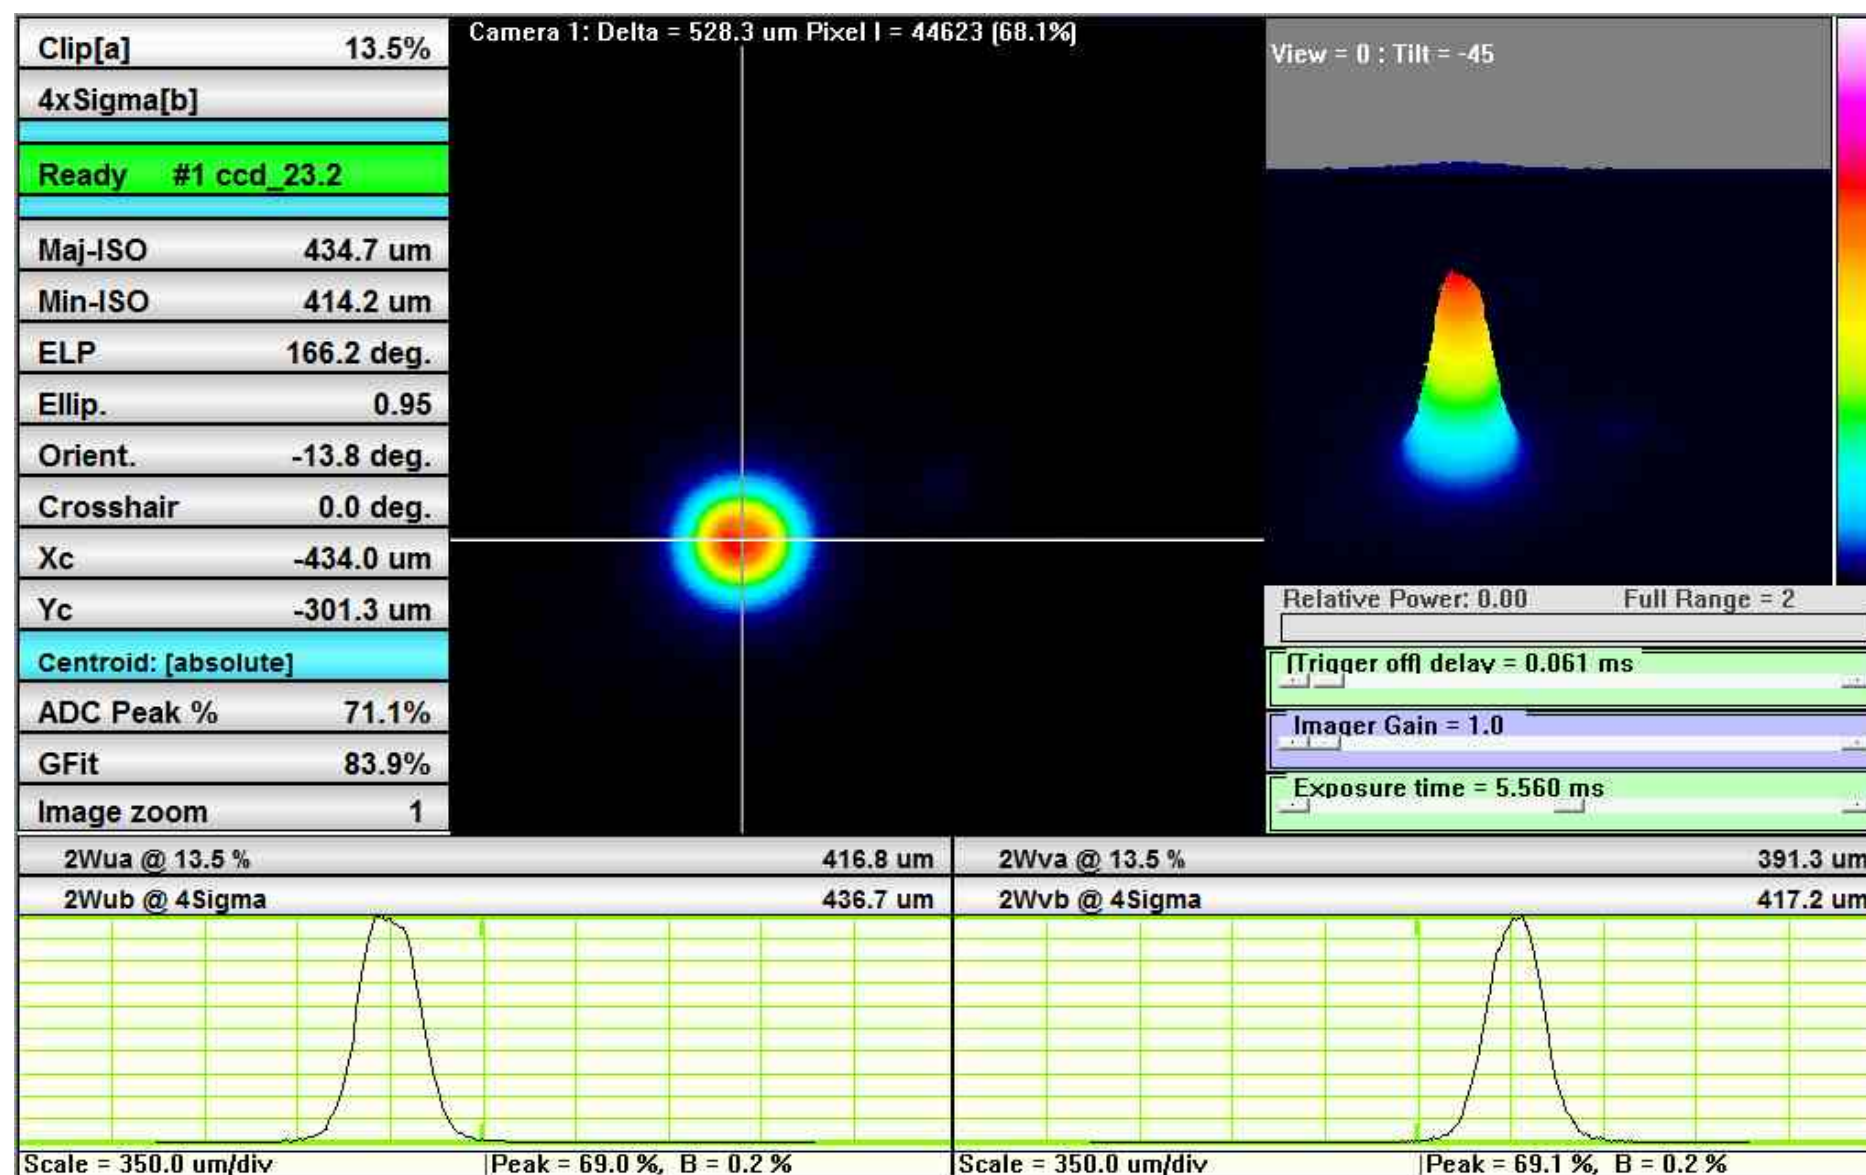 Clip[a] 13.5%
4xSigma[b]
Ready #1 ccd_23.2
Maj-ISO 434.7 um
Min-ISO 414.2 um
ELP 166.2 deg.
Ellip. 0.95
Orient. -13.8 deg.
Crosshair 0.0 deg.
Xc -434.0 um
Yc -301.3 um
Centroid: [absolute]
ADC Peak % 71.1%
GFit 83.9%
Image zoom 1
Camera 1: Delta = 528.3 um Pixel I = 44623 (68.1%)
View = 0 : Tilt = -45
Relative Power: 0.00 Full Range = 2
[Trigger off] delay = 0.061 ms
Imager Gain = 1.0
Exposure time = 5.560 ms
2Wua @ 13.5 % 416.8 um
2Wub @ 4Sigma 436.7 um
Scale = 350.0 um/div Peak = 69.0 %, B = 0.2 %
2Wva @ 13.5 % 391.3 um
2Wvb @ 4Sigma 417.2 um
Scale = 350.0 um/div Peak = 69.1 %, B = 0.2 %